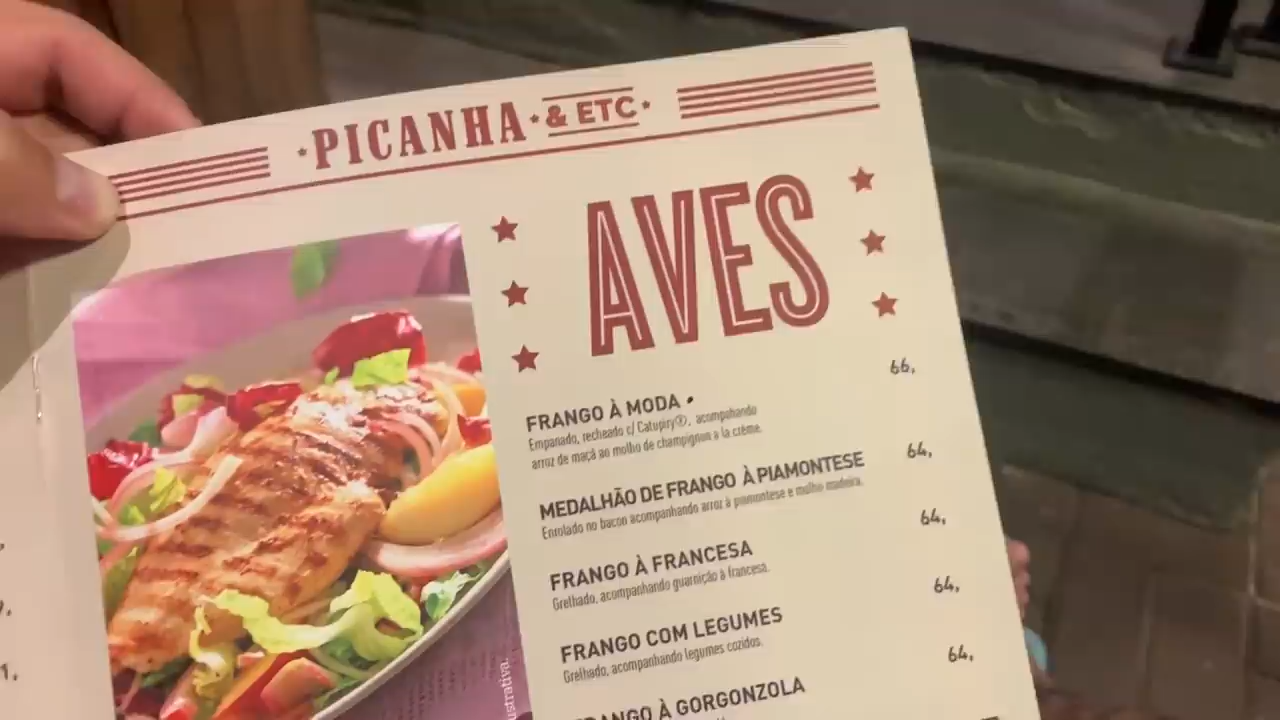 PICANHA & ETC
AVES
FRANGO À MODA
66,
Empanado, recheado c/ Catupiry®, acompanhando
arroz de maçã ao molho de champignon a la crème.
MEDALHÃO DE FRANGO À PIAMONTESE
64,
Enrolado no bacon acompanhando arroz à piamontese e molho madeira.
FRANGO À FRANCESA
64,
Grelhado, acompanhando guarnição à francesa.
FRANGO COM LEGUMES
64,
Grelhado, acompanhando legumes cozidos.
FRANGO À GORGONZOLA
64,
ustrativa.